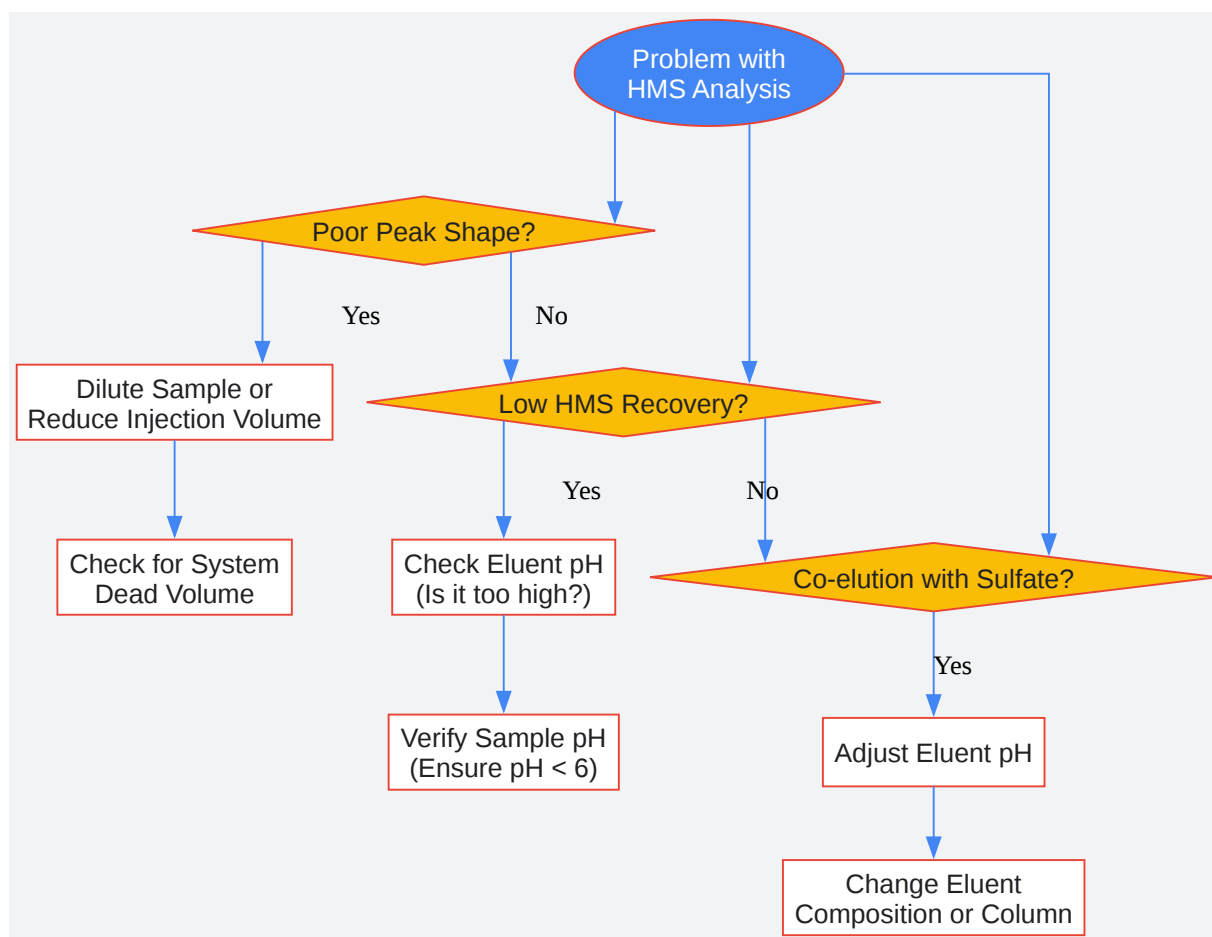 Problem with
HMS Analysis
Poor Peak Shape?
Yes
No
Dilute Sample or
Reduce Injection Volume
Low HMS Recovery?
Yes
No
Check for System
Dead Volume
Check Eluent pH
(Is it too high?)
Co-elution with Sulfate?
Yes
Verify Sample pH
(Ensure pH < 6)
Adjust Eluent pH
Change Eluent
Composition or Column